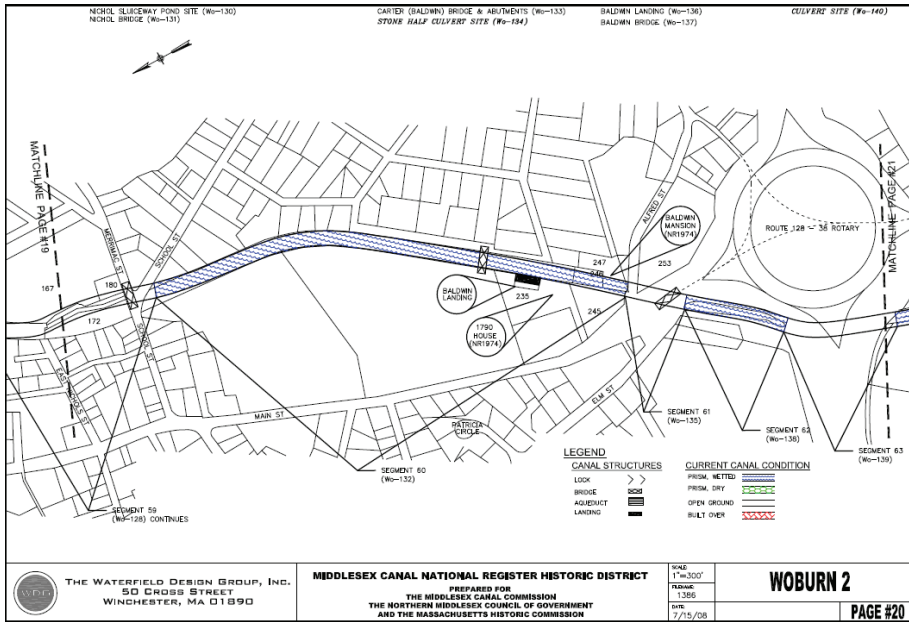 NICHOL SLUICEWAY POND SITE (Wo-130)
NICHOL BRIDGE (Wo-131)
CARTER (BALDWIN) BRIDGE & ABUTMENTS (Wo-133)
STONE HALF CULVERT SITE (Wo-134)
BALDWIN LANDING (Wo-136)
BALDWIN BRIDGE (Wo-137)
CULVERT SITE (Wo-140)
MATCHLINE PAGE #19
MATCHLINE PAGE #21
MERRIMAC ST
SCHOOL ST
ALFRED ST
BALDWIN
MANSION
(NR1974)
ROUTE 128 - 38 ROTARY
167
180
172
247
246
253
235
245
BALDWIN
LANDING
1790
HOUSE
(NR1974)
SCHOOL ST
EAST NICHOLS ST
MAIN ST
ELM ST
PATRICIA
CIRCLE
SEGMENT 59
(Wo-128) CONTINUES
SEGMENT 60
(Wo-132)
SEGMENT 61
(Wo-135)
SEGMENT 62
(Wo-138)
SEGMENT 63
(Wo-139)
LEGEND
CANAL STRUCTURES
LOCK
BRIDGE
AQUEDUCT
LANDING
CURRENT CANAL CONDITION
PRISM, WETTED
PRISM, DRY
OPEN GROUND
BUILT OVER
WDG
THE WATERFIELD DESIGN GROUP, INC.
50 CROSS STREET
WINCHESTER, MA 01890
MIDDLESEX CANAL NATIONAL REGISTER HISTORIC DISTRICT
PREPARED FOR
THE MIDDLESEX CANAL COMMISSION
THE NORTHERN MIDDLESEX COUNCIL OF GOVERNMENT
AND THE MASSACHUSETTS HISTORIC COMMISSION
SCALE:
1"=300'
FILENAME:
1386
DATE:
7/15/08
WOBURN 2
PAGE #20